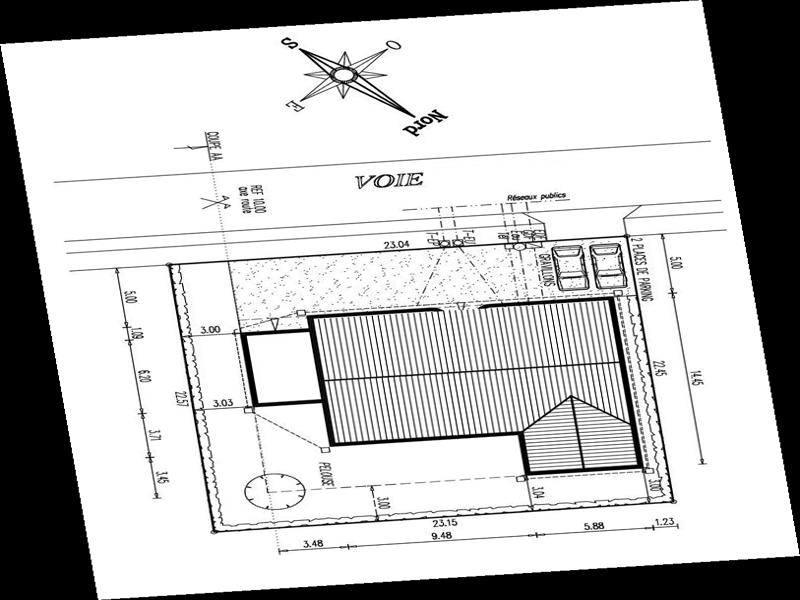 S
O
E
Nord
COUPE AA
VOIE
REF 10.00
axe route
Réseaux publics
23.04
GRAVILLONS
2 PLACES DE PARKING
5.00
5.00
1.09
3.00
6.20
22.57
3.03
22.45
14.45
3.71
3.45
PELOUSE
3.00
3.04
3.00
23.15
3.48
9.48
5.88
1.23